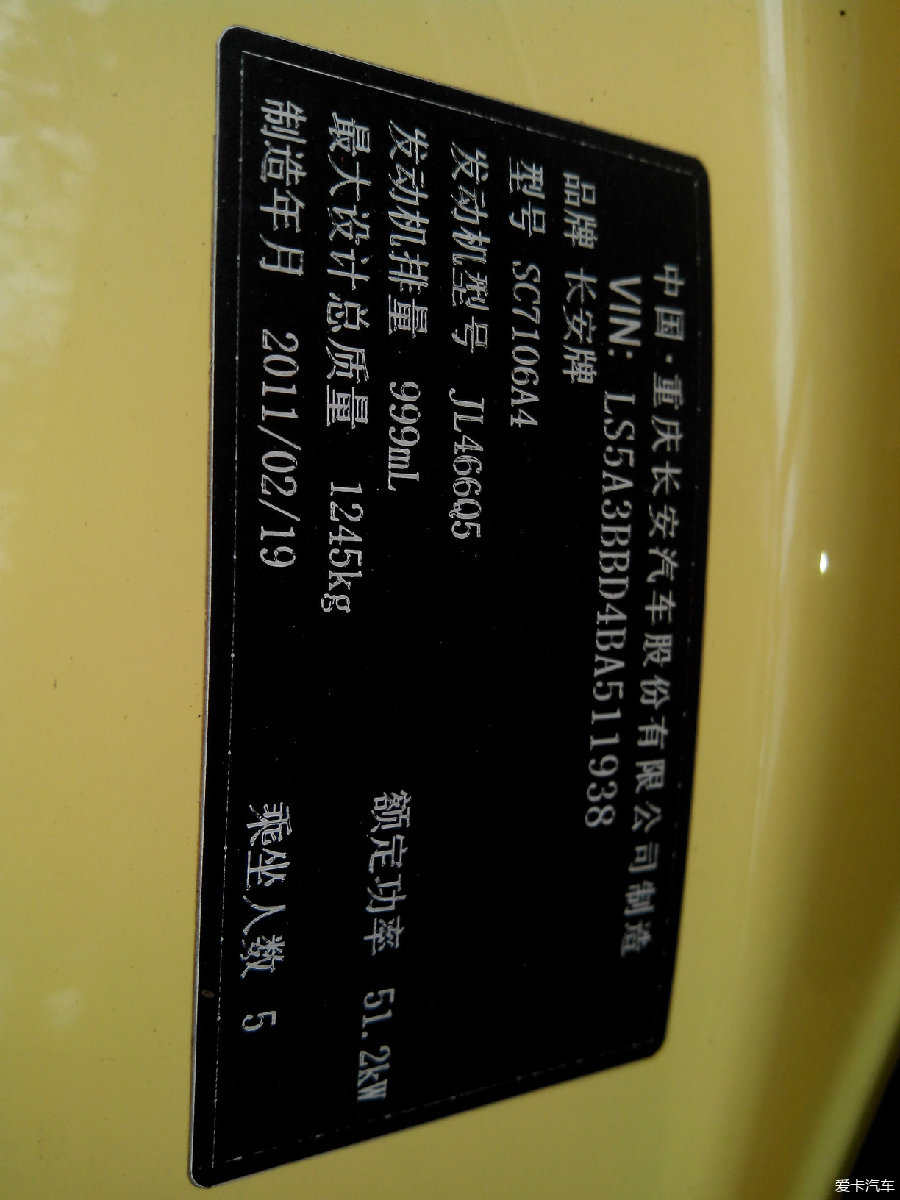 中国·重庆长安汽车股份有限公司制造
VIN: LS5A3BBD4BA511938
品牌 长安牌
型号 SC7106A4
发动机型号 JL466Q5
发动机排量 999mL 额定功率 51.2kW
最大设计总质量 1245kg
制造年月 2011/02/19 乘坐人数 5
爱卡汽车